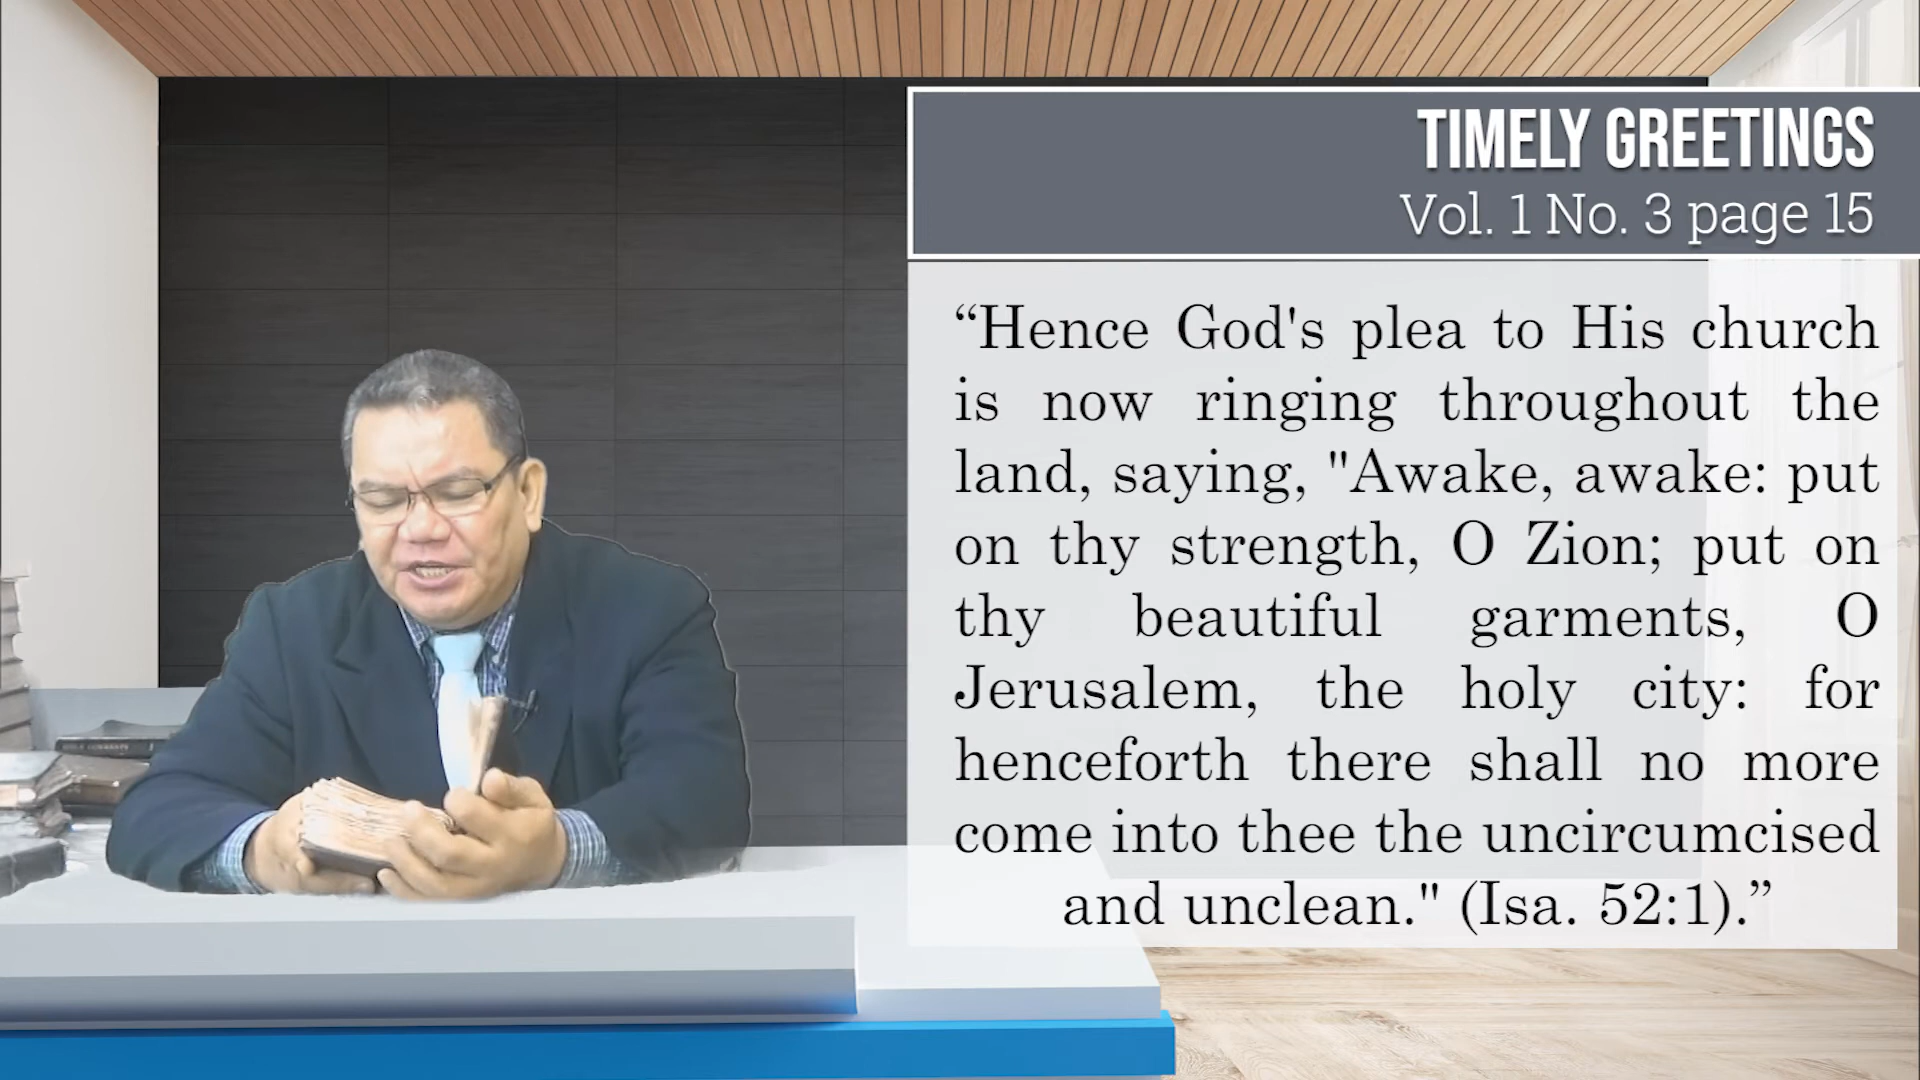 TIMELY GREETINGS
Vol. 1 No. 3 page 15
“Hence God's plea to His church
is now ringing throughout the
land, saying, "Awake, awake: put
on thy strength, O Zion; put on
thy beautiful garments, O
Jerusalem, the holy city: for
henceforth there shall no more
come into thee the uncircumcised
and unclean." (Isa. 52:1).”